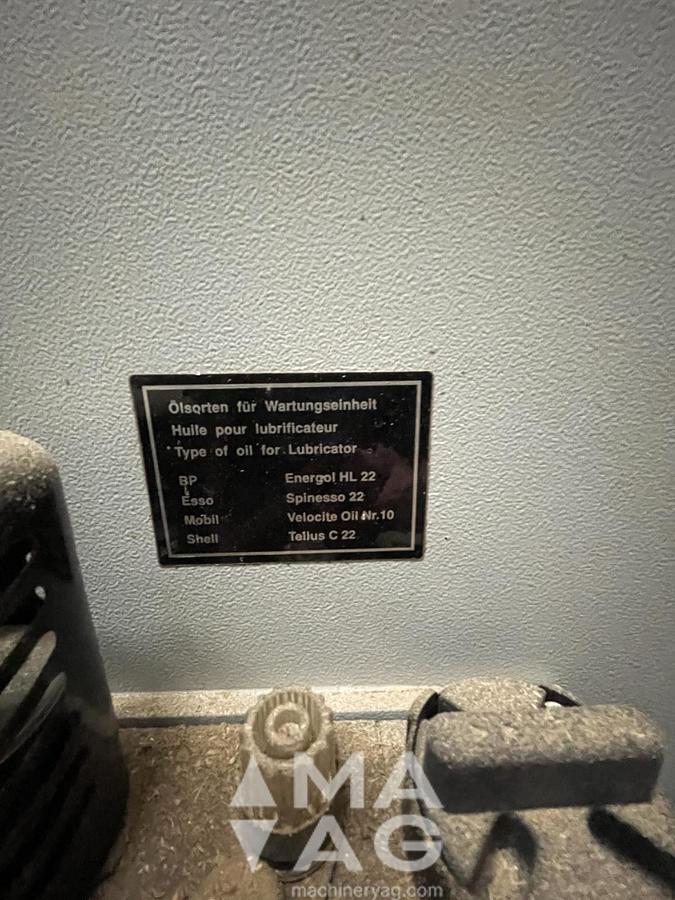 Ölsorten für Wartungseinheit
Huile pour lubrificateur
Type of oil for Lubricator
BP Energol HL 22
Esso Spinesso 22
Mobil Velocite Oil Nr.10
Shell Tellus C 22
MA
AG
machineryag.com